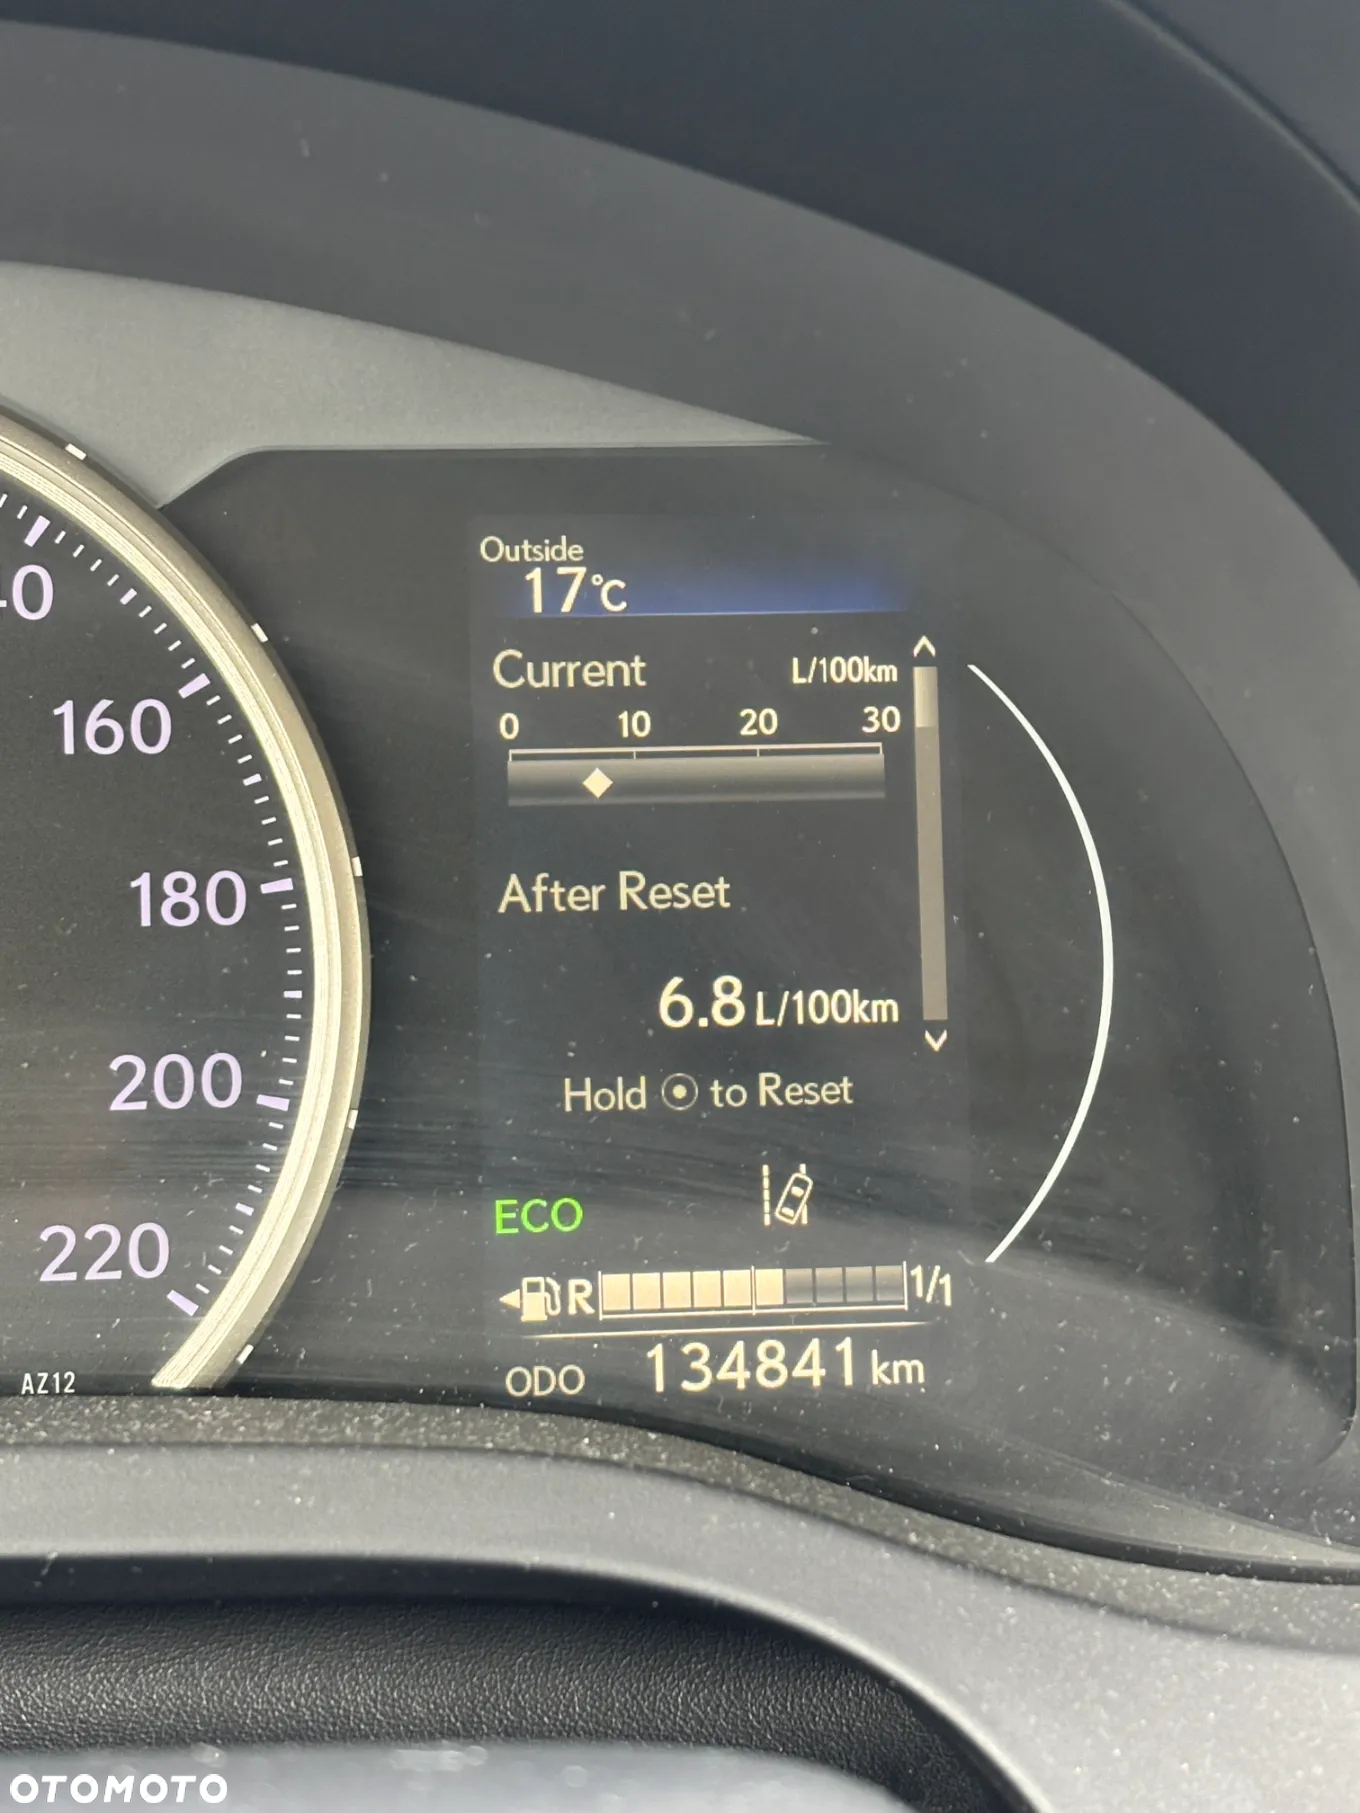 Outside
17°C
Current L/100km
0 10 20 30
After Reset
6.8 L/100km
Hold ⦿ to Reset
ECO
R 1/1
ODO 134841 km
160
180
200
220
AZ12
OTOMOTO